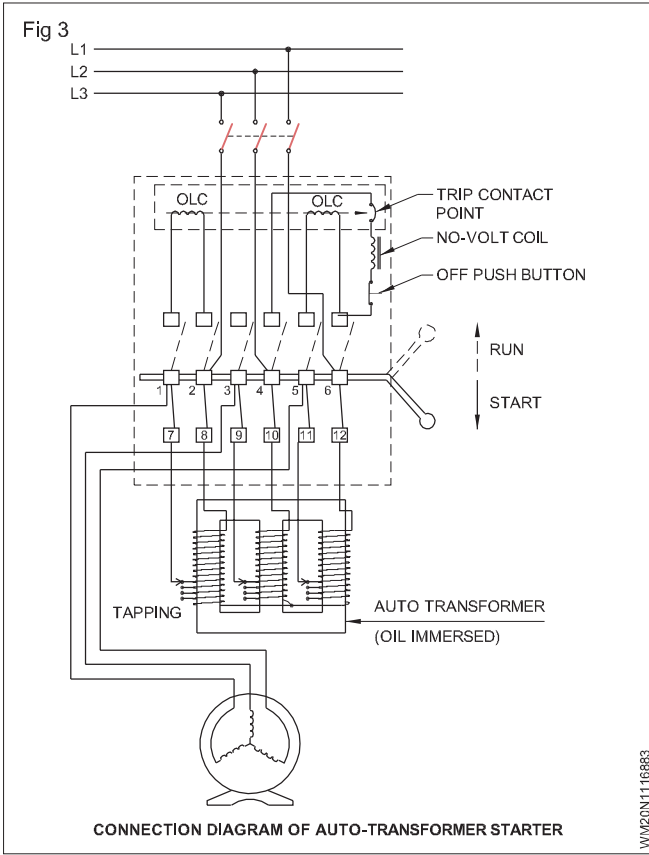 Fig 3
L1
L2
L3
OLC
OLC
TRIP CONTACT
POINT
NO-VOLT COIL
OFF PUSH BUTTON
RUN
START
1 2 3 4 5 6
7 8 9 10 11 12
TAPPING
AUTO TRANSFORMER
(OIL IMMERSED)
CONNECTION DIAGRAM OF AUTO-TRANSFORMER STARTER
WM20N1116883